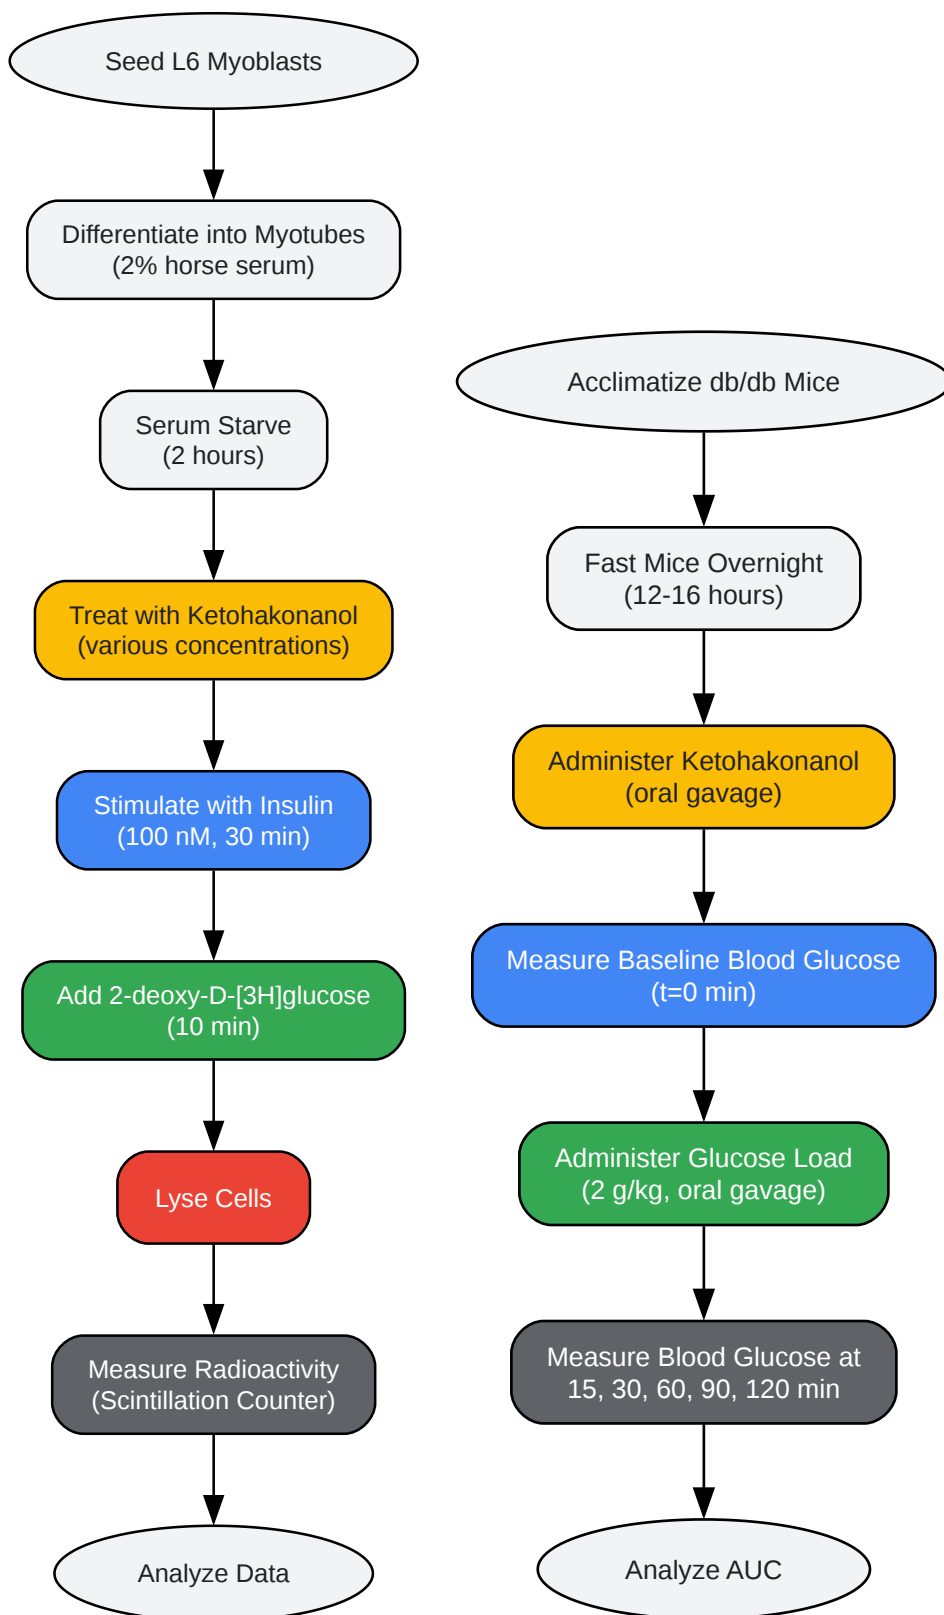 Seed L6 Myoblasts
Differentiate into Myotubes
(2% horse serum)
Serum Starve
(2 hours)
Treat with Ketohakonanol
(various concentrations)
Stimulate with Insulin
(100 nM, 30 min)
Add 2-deoxy-D-[3H]glucose
(10 min)
Lyse Cells
Measure Radioactivity
(Scintillation Counter)
Analyze Data
Acclimatize db/db Mice
Fast Mice Overnight
(12-16 hours)
Administer Ketohakonanol
(oral gavage)
Measure Baseline Blood Glucose
(t=0 min)
Administer Glucose Load
(2 g/kg, oral gavage)
Measure Blood Glucose at
15, 30, 60, 90, 120 min
Analyze AUC